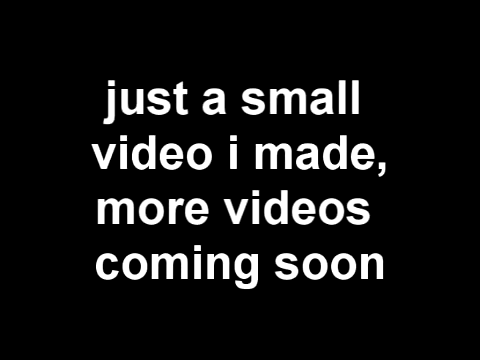 just a small
video i made,
more videos
coming soon